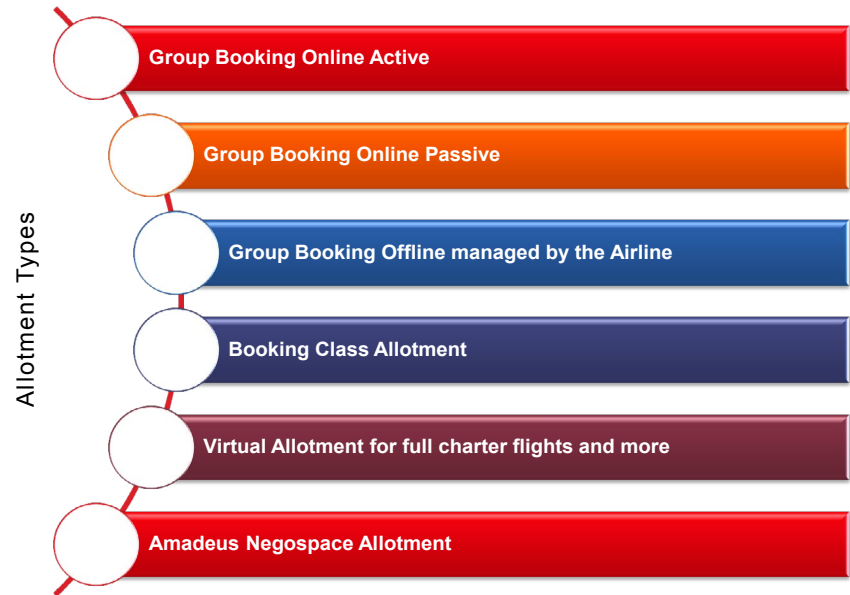 Allotment Types
Group Booking Online Active
Group Booking Online Passive
Group Booking Offline managed by the Airline
Booking Class Allotment
Virtual Allotment for full charter flights and more
Amadeus Negospace Allotment